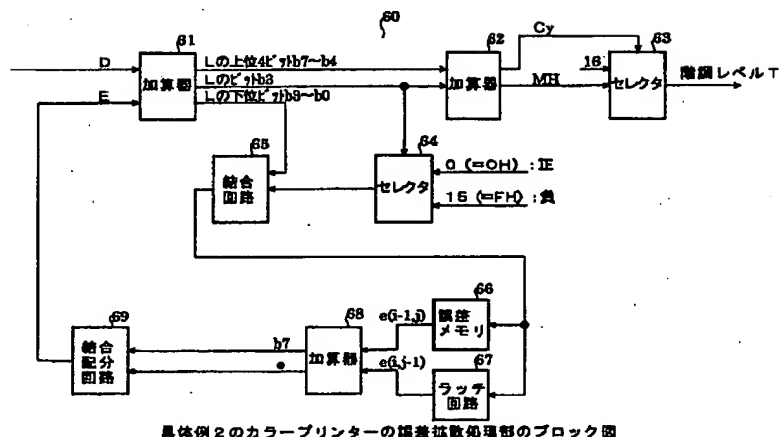 60
61
62
63
Cy
D
Lの上位4ビットb7~b4
16
階調レベルT
加算器
Lのビットb3
加算器
MH
セレクタ
E
Lの下位ビットb3~b0
65
64
0(=0H):正
結合回路
セレクタ
15(=FH):負
66
69
68
e(i-1,j)
誤差メモリ
結合配分回路
b7
加算器
e(i,j-1)
67
e
ラッチ回路
具体例2のカラープリンターの誤差拡散処理部のブロック図